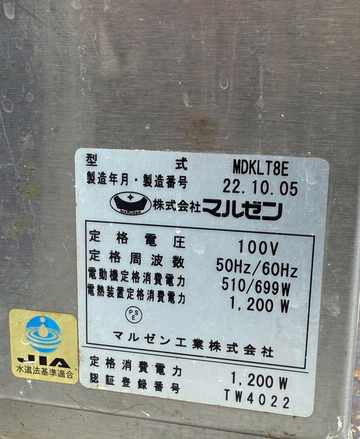 型式 MDKLT8E
製造年月・製造番号 22.10.05
株式会社マルゼン
定格電圧 100V
定格周波数 50Hz/60Hz
電動機定格消費電力 510/699W
電熱装置定格消費電力 1,200W
PSE
マルゼン工業株式会社
定格消費電力 1,200W
認証登録番号 TW4022
JIA
水道法基準適合